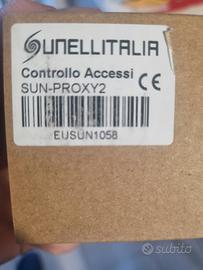 SUNELLITALIA
Controllo Accessi
SUN-PROXY2
CE
EUSUN1058
subito